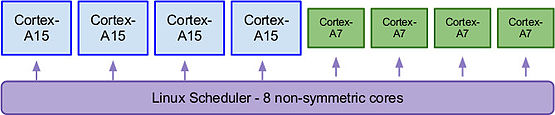 Cortex-
A15
Cortex-
A15
Cortex-
A15
Cortex-
A15
Cortex-
A7
Cortex-
A7
Cortex-
A7
Cortex-
A7
Linux Scheduler - 8 non-symmetric cores